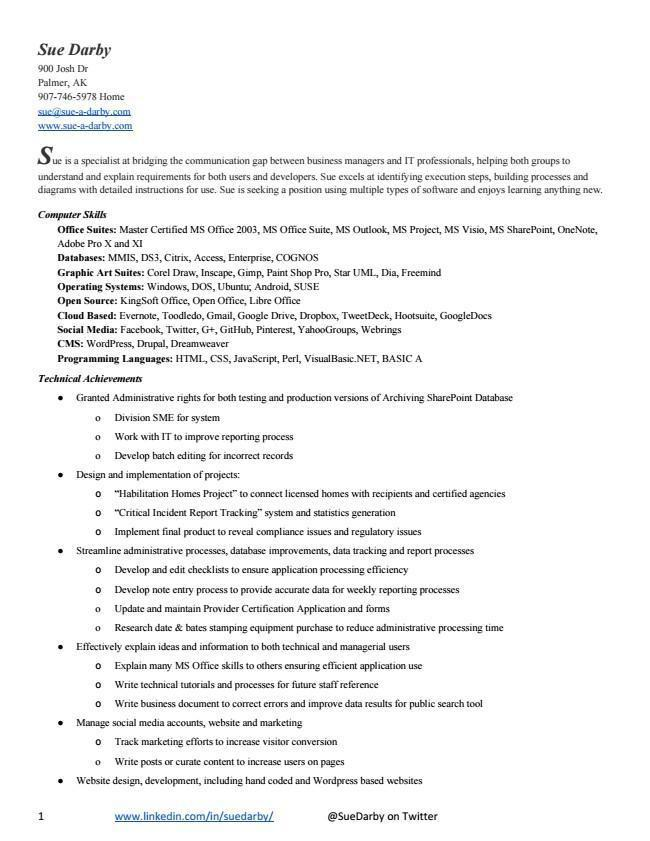 Sue Darby
900 Josh Dr
Palmer, AK
907-746-5978 Home
sue@sue-a-darby.com
www.sue-a-darby.com
Sue is a specialist at bridging the communication gap between business managers and IT professionals, helping both groups to
understand and explain requirements for both users and developers. Sue excels at identifying execution steps, building processes and
diagrams with detailed instructions for use. Sue is seeking a position using multiple types of software and enjoys learning anything new.
Computer Skills
Office Suites: Master Certified MS Office 2003, MS Office Suite, MS Outlook, MS Project, MS Visio, MS SharePoint, OneNote,
Adobe Pro X and XI
Databases: MMIS, DS3, Citrix, Access, Enterprise, COGNOS
Graphic Art Suites: Corel Draw, Inscape, Gimp, Paint Shop Pro, Star UML, Dia, Freemind
Operating Systems: Windows, DOS, Ubuntu; Android, SUSE
Open Source: KingSoft Office, Open Office, Libre Office
Cloud Based: Evernote, Toodledo, Gmail, Google Drive, Dropbox, TweetDeck, Hootsuite, GoogleDocs
Social Media: Facebook, Twitter, G+, GitHub, Pinterest, YahooGroups, Webrings
CMS: WordPress, Drupal, Dreamweaver
Programming Languages: HTML, CSS, JavaScript, Perl, VisualBasic.NET, BASIC A
Technical Achievements
● Granted Administrative rights for both testing and production versions of Archiving SharePoint Database
o Division SME for system
o Work with IT to improve reporting process
o Develop batch editing for incorrect records
● Design and implementation of projects:
o “Habilitation Homes Project” to connect licensed homes with recipients and certified agencies
o “Critical Incident Report Tracking” system and statistics generation
o Implement final product to reveal compliance issues and regulatory issues
● Streamline administrative processes, database improvements, data tracking and report processes
o Develop and edit checklists to ensure application processing efficiency
o Develop note entry process to provide accurate data for weekly reporting processes
o Update and maintain Provider Certification Application and forms
o Research date & bates stamping equipment purchase to reduce administrative processing time
● Effectively explain ideas and information to both technical and managerial users
o Explain many MS Office skills to others ensuring efficient application use
o Write technical tutorials and processes for future staff reference
o Write business document to correct errors and improve data results for public search tool
● Manage social media accounts, website and marketing
o Track marketing efforts to increase visitor conversion
o Write posts or curate content to increase users on pages
● Website design, development, including hand coded and Wordpress based websites
1 www.linkedin.com/in/suedarby/ @SueDarby on Twitter